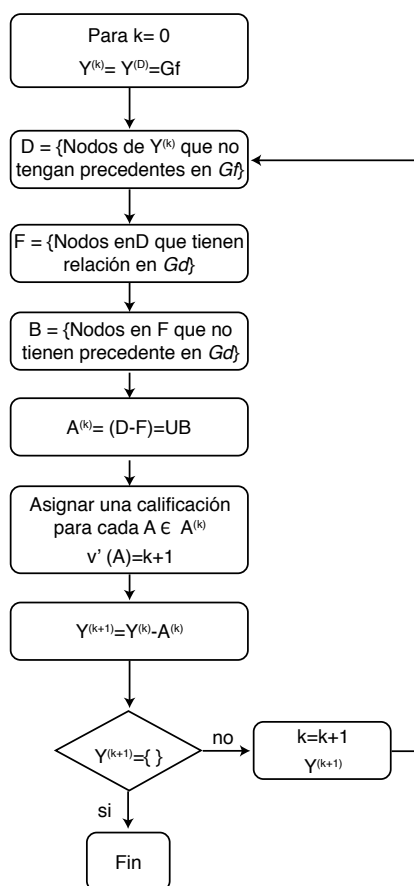 Para k= 0
Y^(k)= Y^(D)=Gf
D = {Nodos de Y^(k) que no
tengan precedentes en Gf}
F = {Nodos enD que tienen
relación en Gd}
B = {Nodos en F que no
tienen precedente en Gd}
A^(k)= (D-F)=UB
Asignar una calificación
para cada A ∈ A^(k)
v' (A)=k+1
Y^(k+1)=Y^(k)-A^(k)
Y^(k+1)={ }
no
k=k+1
Y^(k+1)
si
Fin